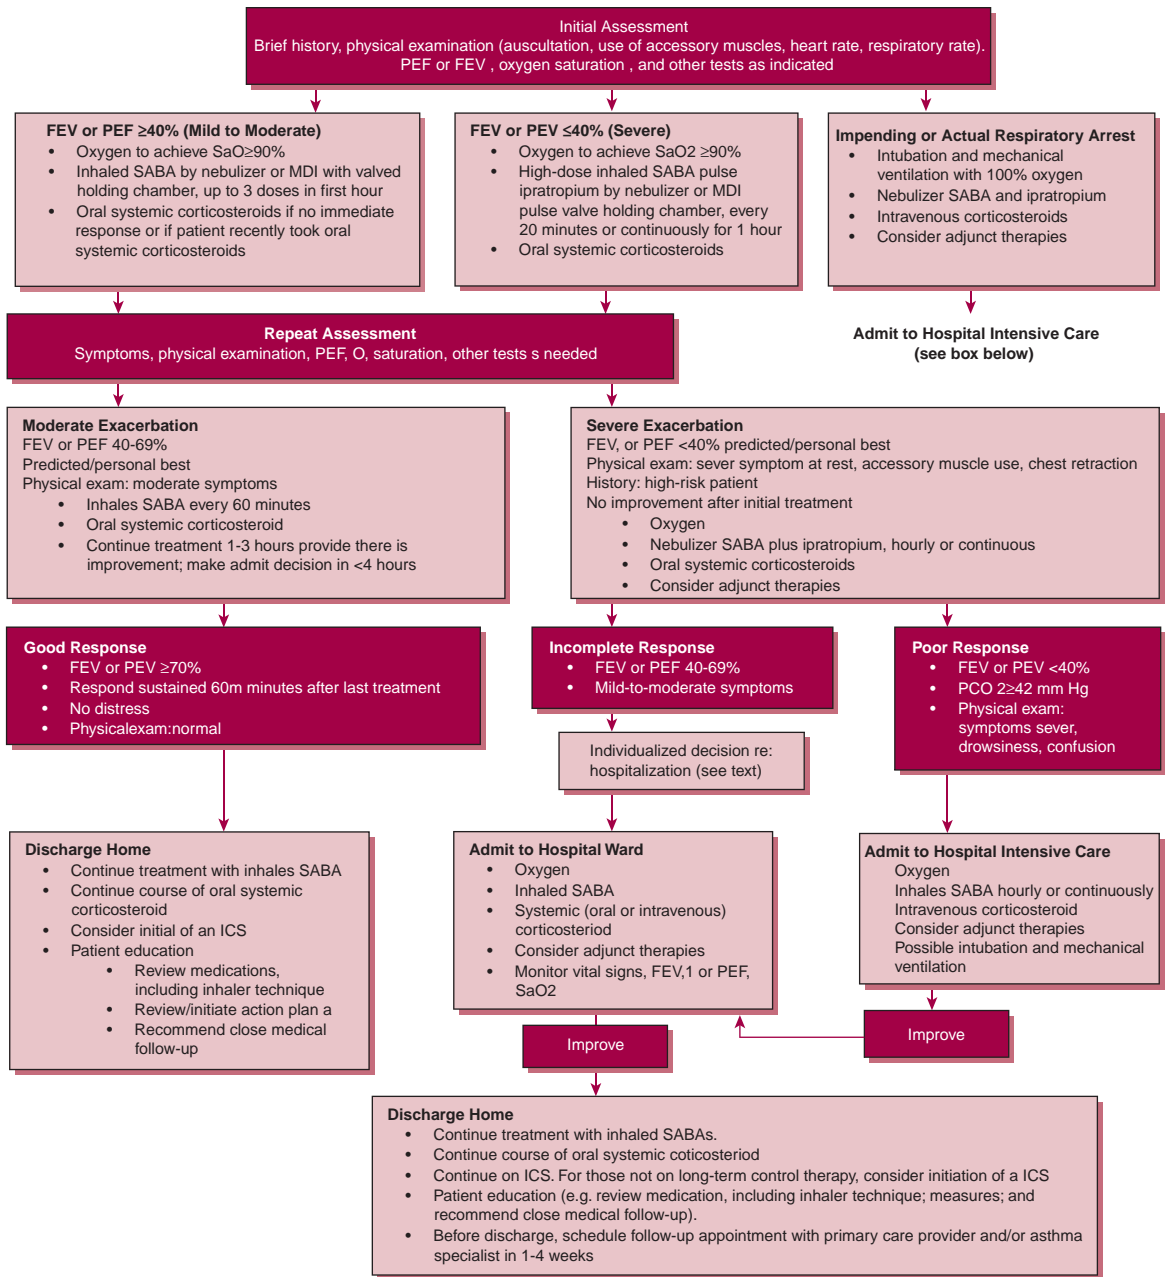 Initial Assessment
Brief history, physical examination (auscultation, use of accessory muscles, heart rate, respiratory rate).
PEF or FEV , oxygen saturation , and other tests as indicated
FEV or PEF ≥40% (Mild to Moderate)
• Oxygen to achieve SaO≥90%
• Inhaled SABA by nebulizer or MDI with valved
holding chamber, up to 3 doses in first hour
• Oral systemic corticosteroids if no immediate
response or if patient recently took oral
systemic corticosteroids
FEV or PEV ≤40% (Severe)
• Oxygen to achieve SaO2 ≥90%
• High-dose inhaled SABA pulse
ipratropium by nebulizer or MDI
pulse valve holding chamber, every
20 minutes or continuously for 1 hour
• Oral systemic corticosteroids
Impending or Actual Respiratory Arrest
• Intubation and mechanical
ventilation with 100% oxygen
• Nebulizer SABA and ipratropium
• Intravenous corticosteroids
• Consider adjunct therapies
Repeat Assessment
Symptoms, physical examination, PEF, O, saturation, other tests s needed
Admit to Hospital Intensive Care
(see box below)
Moderate Exacerbation
FEV or PEF 40-69%
Predicted/personal best
Physical exam: moderate symptoms
• Inhales SABA every 60 minutes
• Oral systemic corticosteroid
• Continue treatment 1-3 hours provide there is
improvement; make admit decision in <4 hours
Severe Exacerbation
FEV, or PEF <40% predicted/personal best
Physical exam: sever symptom at rest, accessory muscle use, chest retraction
History: high-risk patient
No improvement after initial treatment
• Oxygen
• Nebulizer SABA plus ipratropium, hourly or continuous
• Oral systemic corticosteroids
• Consider adjunct therapies
Good Response
• FEV or PEV ≥70%
• Respond sustained 60m minutes after last treatment
• No distress
• Physicalexam:normal
Incomplete Response
• FEV or PEF 40-69%
• Mild-to-moderate symptoms
Poor Response
• FEV or PEV <40%
• PCO 2≥42 mm Hg
• Physical exam:
symptoms sever,
drowsiness, confusion
Individualized decision re:
hospitalization (see text)
Discharge Home
• Continue treatment with inhales SABA
• Continue course of oral systemic
corticosteroid
• Consider initial of an ICS
• Patient education
• Review medications,
including inhaler technique
• Review/initiate action plan a
• Recommend close medical
follow-up
Admit to Hospital Ward
• Oxygen
• Inhaled SABA
• Systemic (oral or intravenous)
corticosteriod
• Consider adjunct therapies
• Monitor vital signs, FEV,1 or PEF,
SaO2
Admit to Hospital Intensive Care
Oxygen
Inhales SABA hourly or continuously
Intravenous corticosteroid
Consider adjunct therapies
Possible intubation and mechanical
ventilation
Improve
Improve
Discharge Home
• Continue treatment with inhaled SABAs.
• Continue course of oral systemic coticosteriod
• Continue on ICS. For those not on long-term control therapy, consider initiation of a ICS
• Patient education (e.g. review medication, including inhaler technique; measures; and
recommend close medical follow-up).
• Before discharge, schedule follow-up appointment with primary care provider and/or asthma
specialist in 1-4 weeks